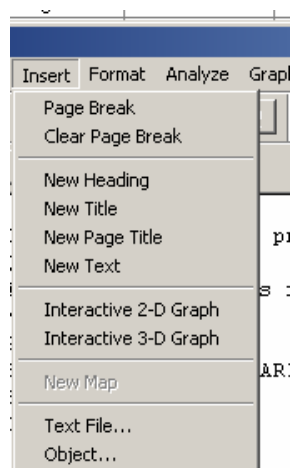 Insert Format Analyze
Page Break
Clear Page Break
New Heading
New Title
New Page Title
New Text
Interactive 2-D Graph
Interactive 3-D Graph
New Map
Text File...
Object...